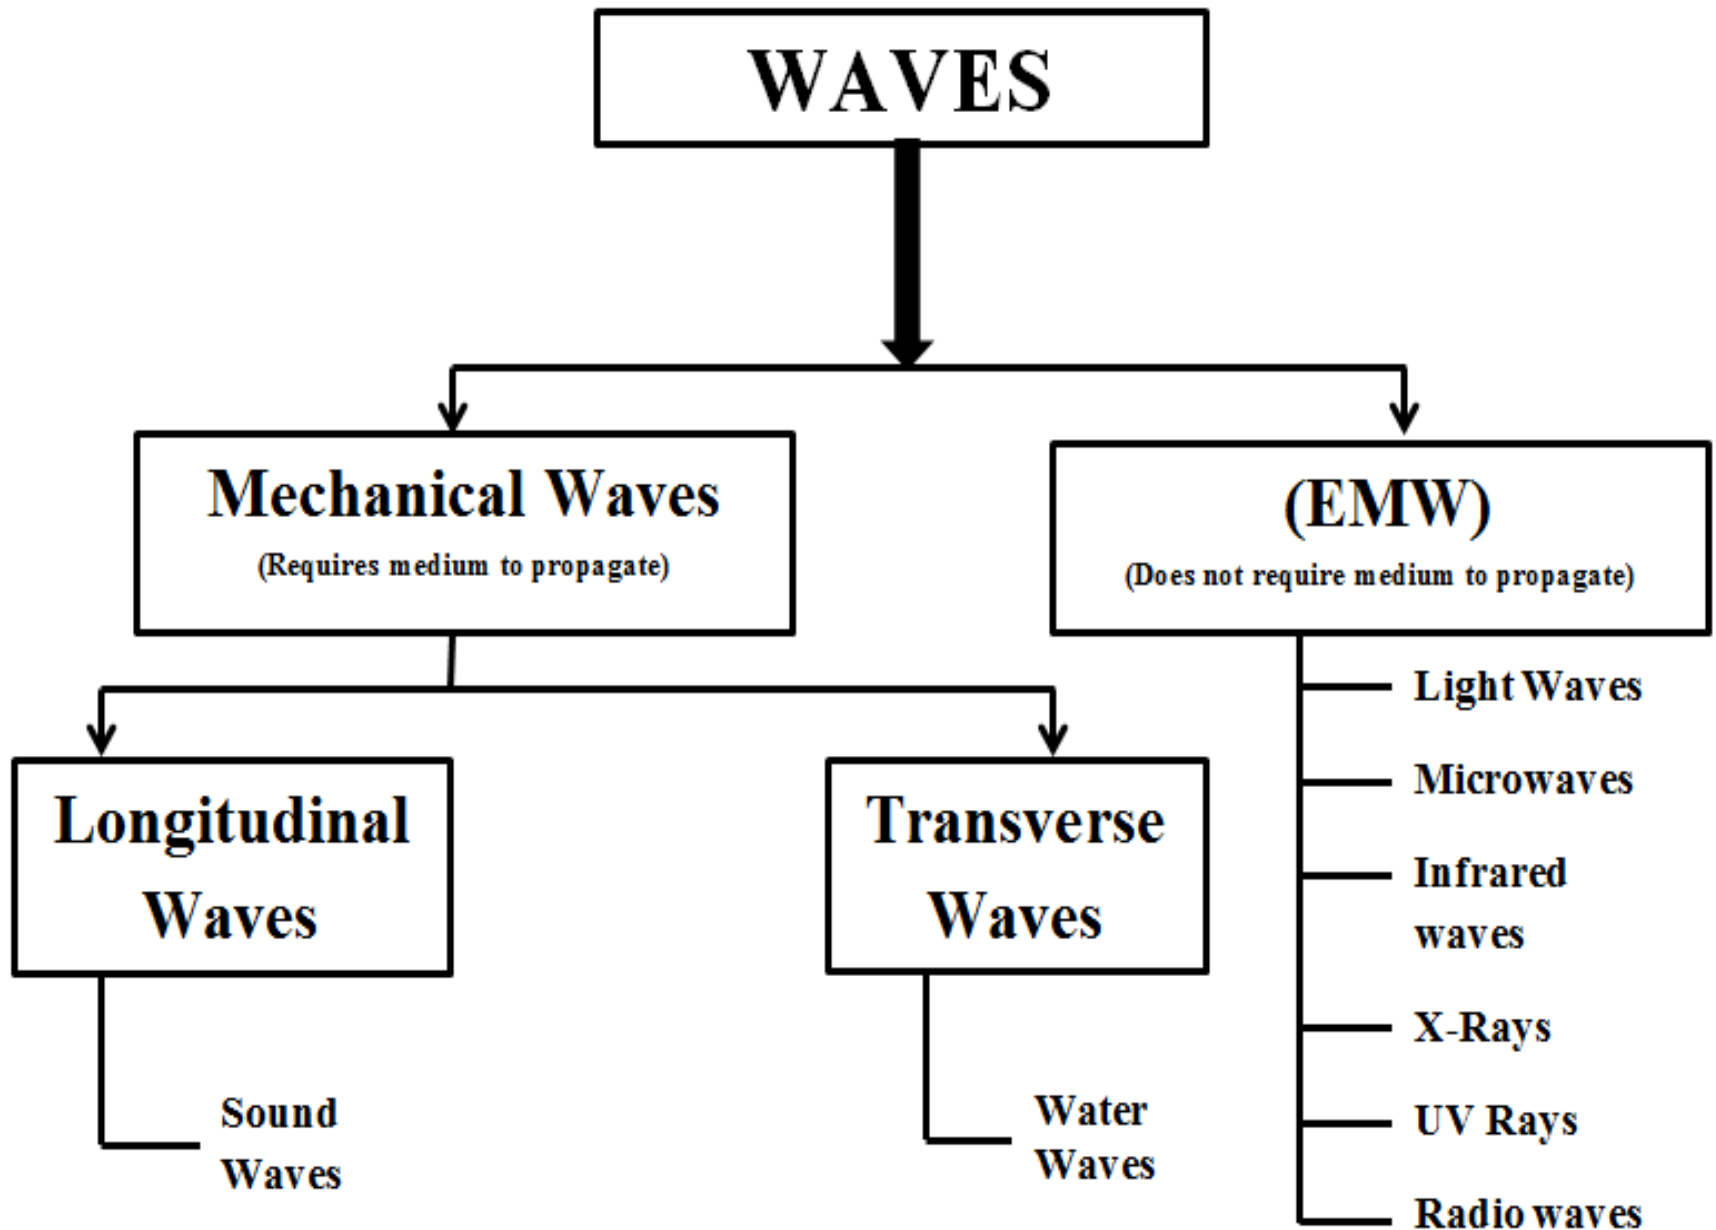 WAVES
Mechanical Waves
(Requires medium to propagate)
(EMW)
(Does not require medium to propagate)
Longitudinal
Waves
Sound
Waves
Transverse
Waves
Water
Waves
Light Waves
Microwaves
Infrared
waves
X-Rays
UV Rays
Radio waves